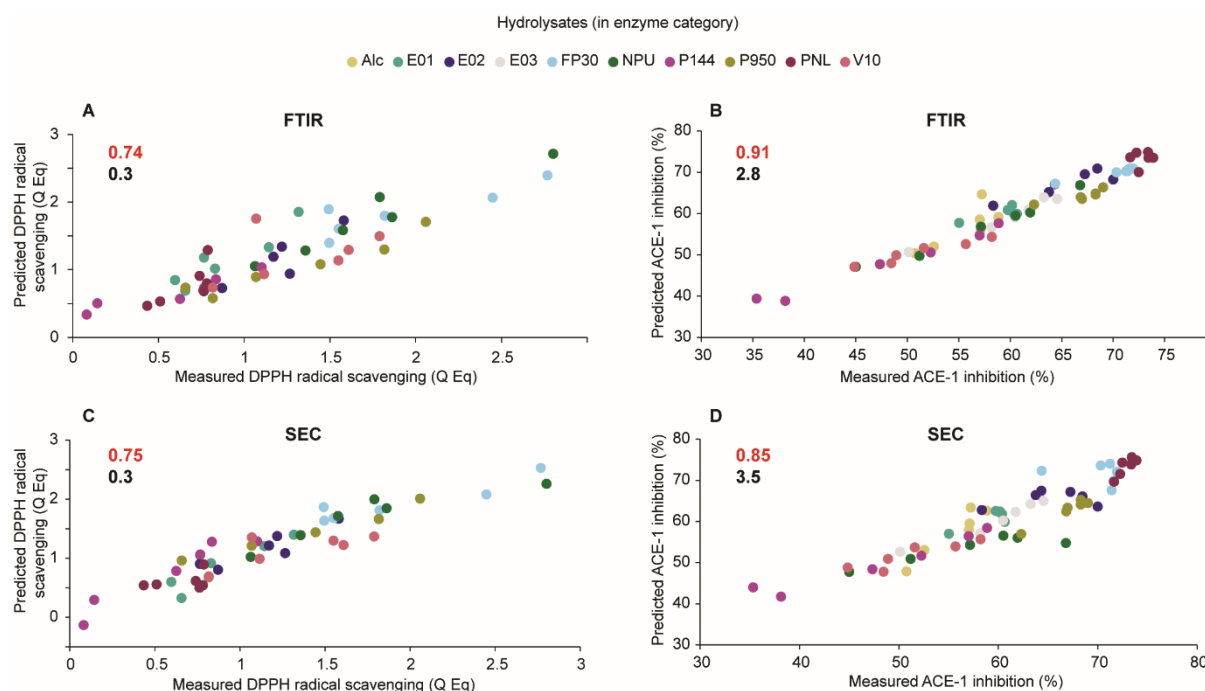 Hydrolysates (in enzyme category)
Alc E01 E02 E03 FP30 NPU P144 P950 PNL V10
A
FTIR
0.74
0.3
Predicted DPPH radical
scavenging (Q Eq)
3
2
1
0
0 0.5 1 1.5 2 2.5
Measured DPPH radical scavenging (Q Eq)
B
FTIR
0.91
2.8
Predicted ACE-1 inhibition (%)
80
70
60
50
40
30
30 35 40 45 50 55 60 65 70 75
Measured ACE-1 inhibition (%)
C
SEC
0.75
0.3
Predicted DPPH radical
scavenging (Q Eq)
3
2
1
0
0 0.5 1 1.5 2 2.5 3
Measured DPPH radical scavenging (Q Eq)
D
SEC
0.85
3.5
Predicted ACE-1 inhibition (%)
80
70
60
50
40
30
30 40 50 60 70 80
Measured ACE-1 inhibition (%)